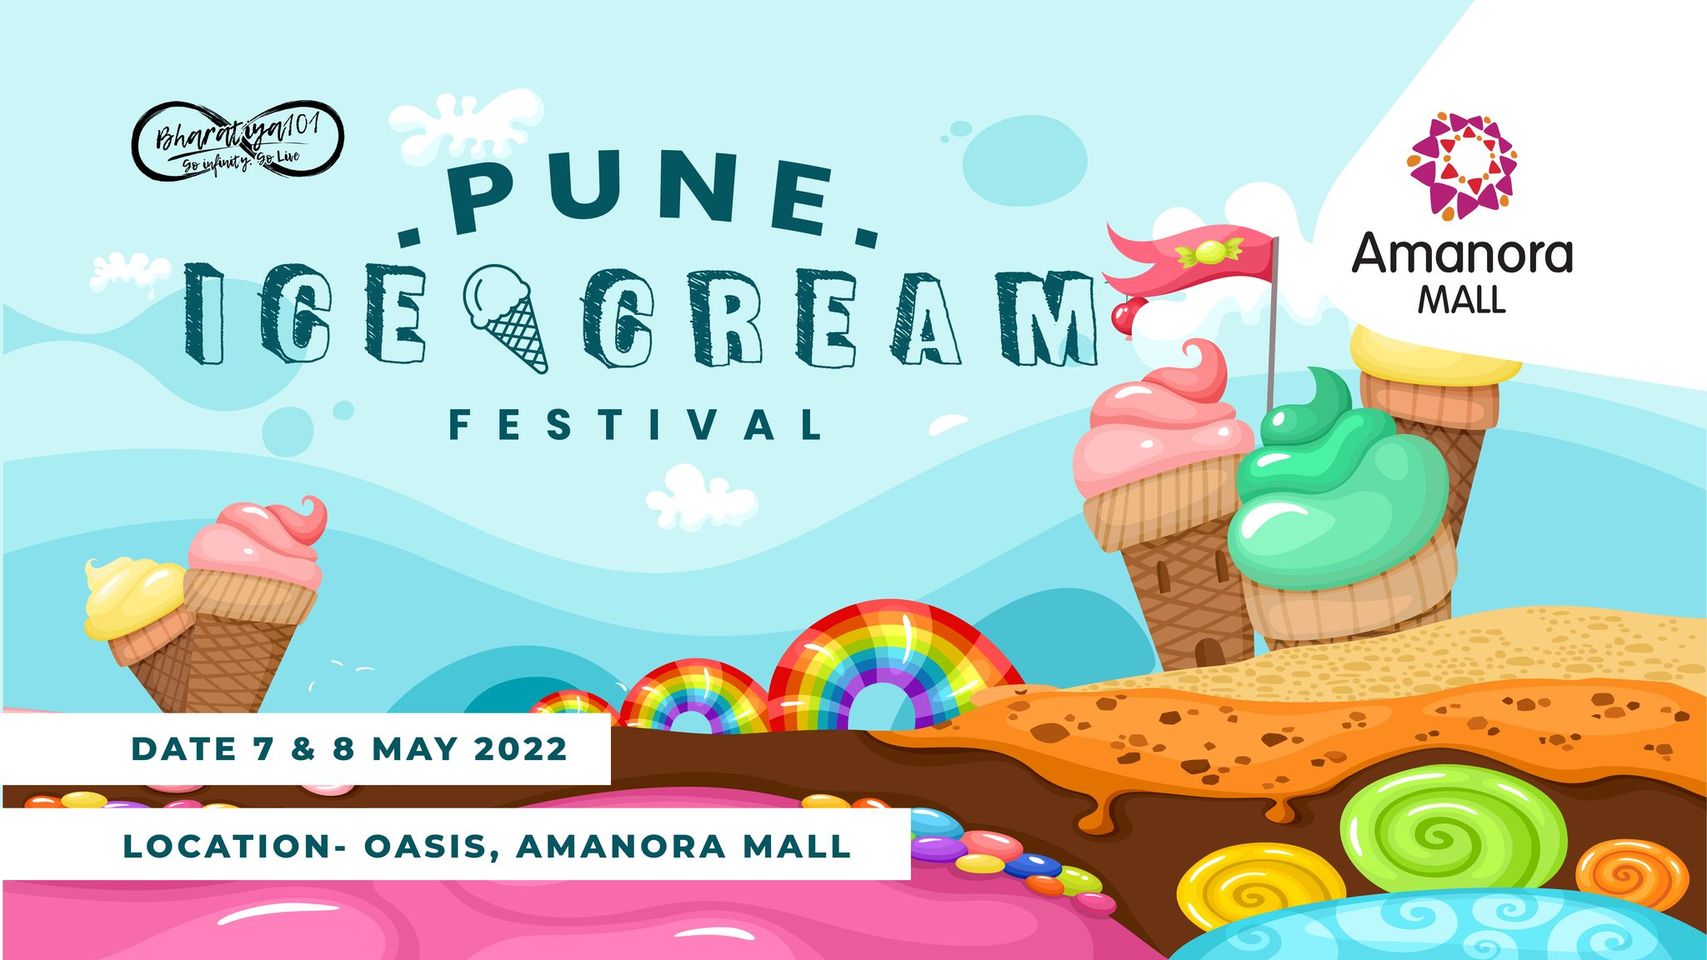 Bharatiya101
Go infinity. Go Live
.PUNE.
ICE CREAM
FESTIVAL
Amanora
MALL
DATE 7 & 8 MAY 2022
LOCATION- OASIS, AMANORA MALL